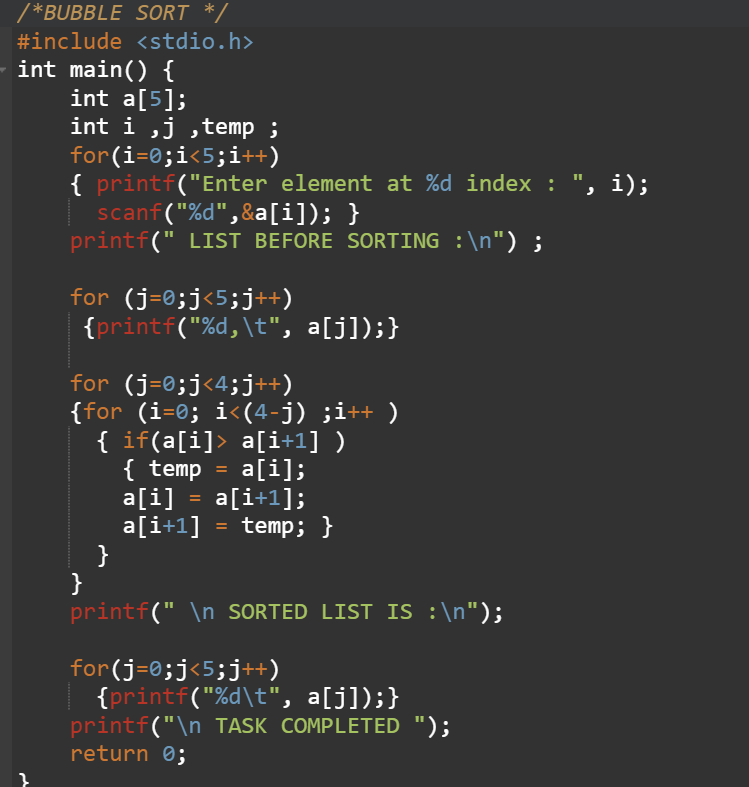 /*BUBBLE SORT */
#include <stdio.h>
int main() {
    int a[5];
    int i ,j ,temp ;
    for(i=0;i<5;i++)
    { printf("Enter element at %d index : ", i);
      scanf("%d",&a[i]); }
    printf(" LIST BEFORE SORTING :\n") ;

    for (j=0;j<5;j++)
     {printf("%d,\t", a[j]);}

    for (j=0;j<4;j++)
    {for (i=0; i<(4-j) ;i++ )
      { if(a[i]> a[i+1] )
        { temp = a[i];
        a[i] = a[i+1];
        a[i+1] = temp; }
      }
    }
    printf(" \n SORTED LIST IS :\n");

    for(j=0;j<5;j++)
      {printf("%d\t", a[j]);}
    printf("\n TASK COMPLETED ");
    return 0;
}